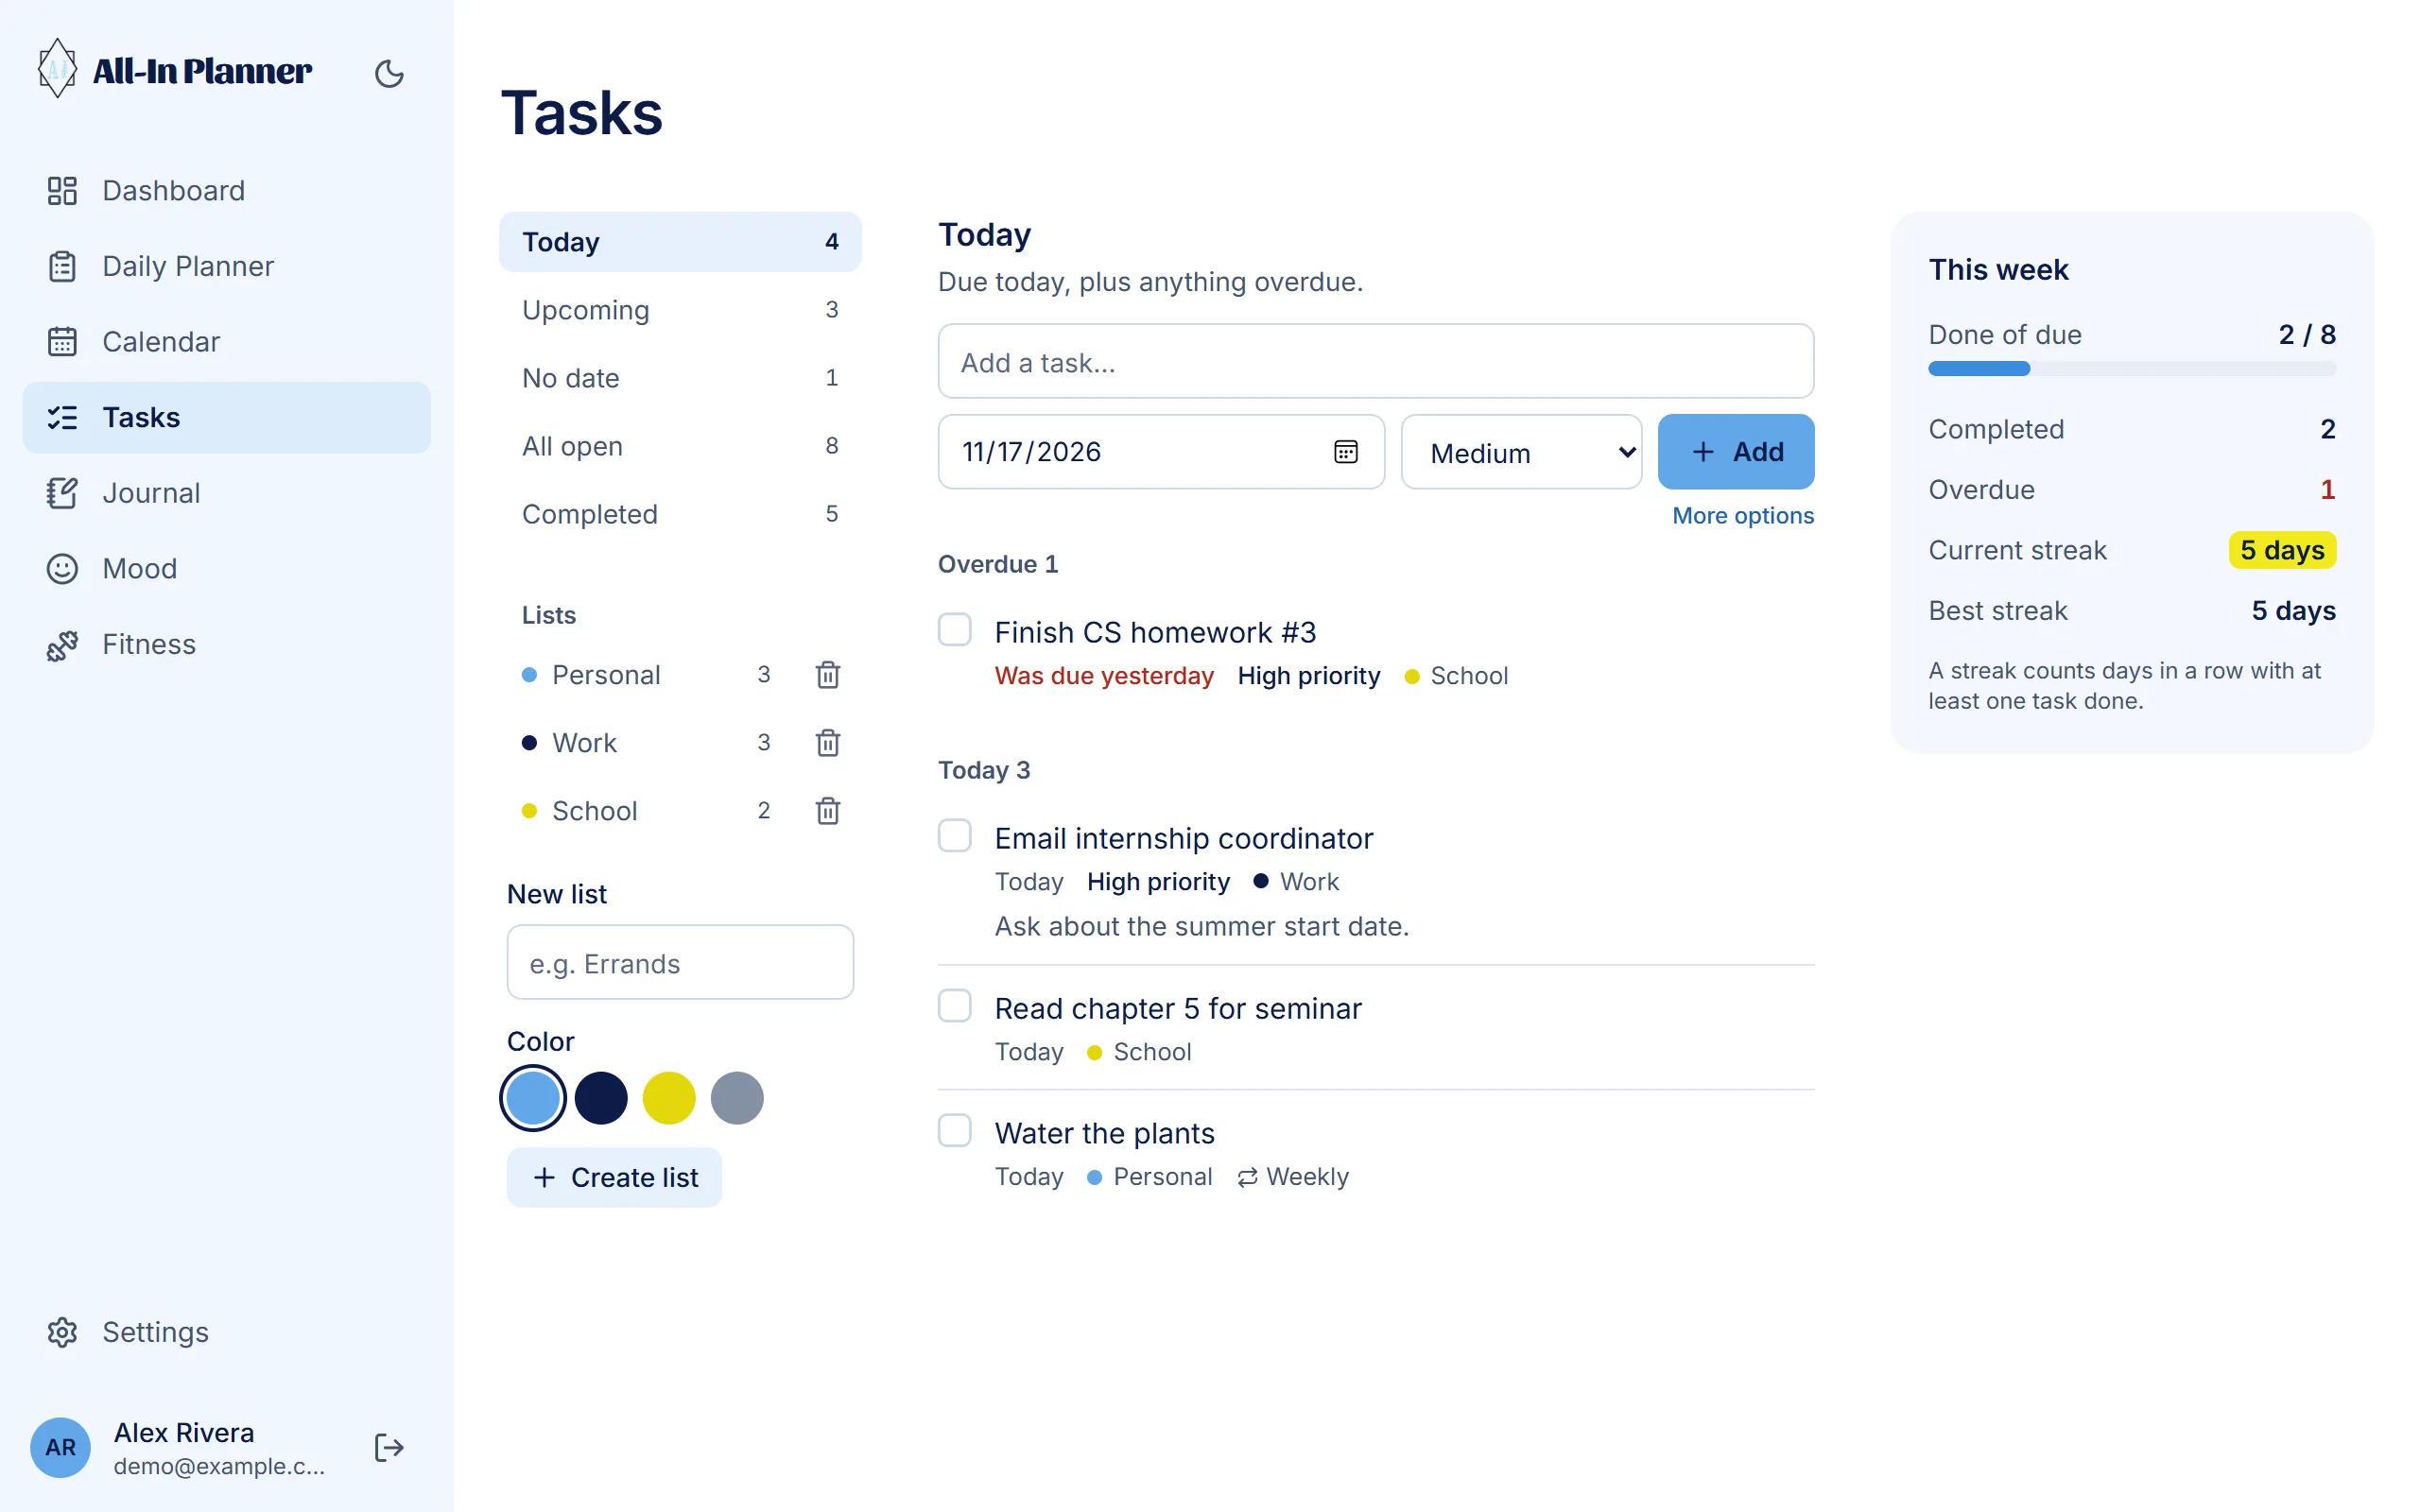 All-In Planner
Dashboard
Daily Planner
Calendar
Tasks
Journal
Mood
Fitness
Settings
AR
Alex Rivera
demo@example.c...
Tasks
Today 4
Upcoming 3
No date 1
All open 8
Completed 5
Lists
Personal 3
Work 3
School 2
New list
e.g. Errands
Color
+ Create list
Today
Due today, plus anything overdue.
Add a task...
11/17/2026
Medium
+ Add
More options
Overdue 1
Finish CS homework #3
Was due yesterday High priority School
Today 3
Email internship coordinator
Today High priority Work
Ask about the summer start date.
Read chapter 5 for seminar
Today School
Water the plants
Today Personal Weekly
This week
Done of due 2 / 8
Completed 2
Overdue 1
Current streak 5 days
Best streak 5 days
A streak counts days in a row with at
least one task done.